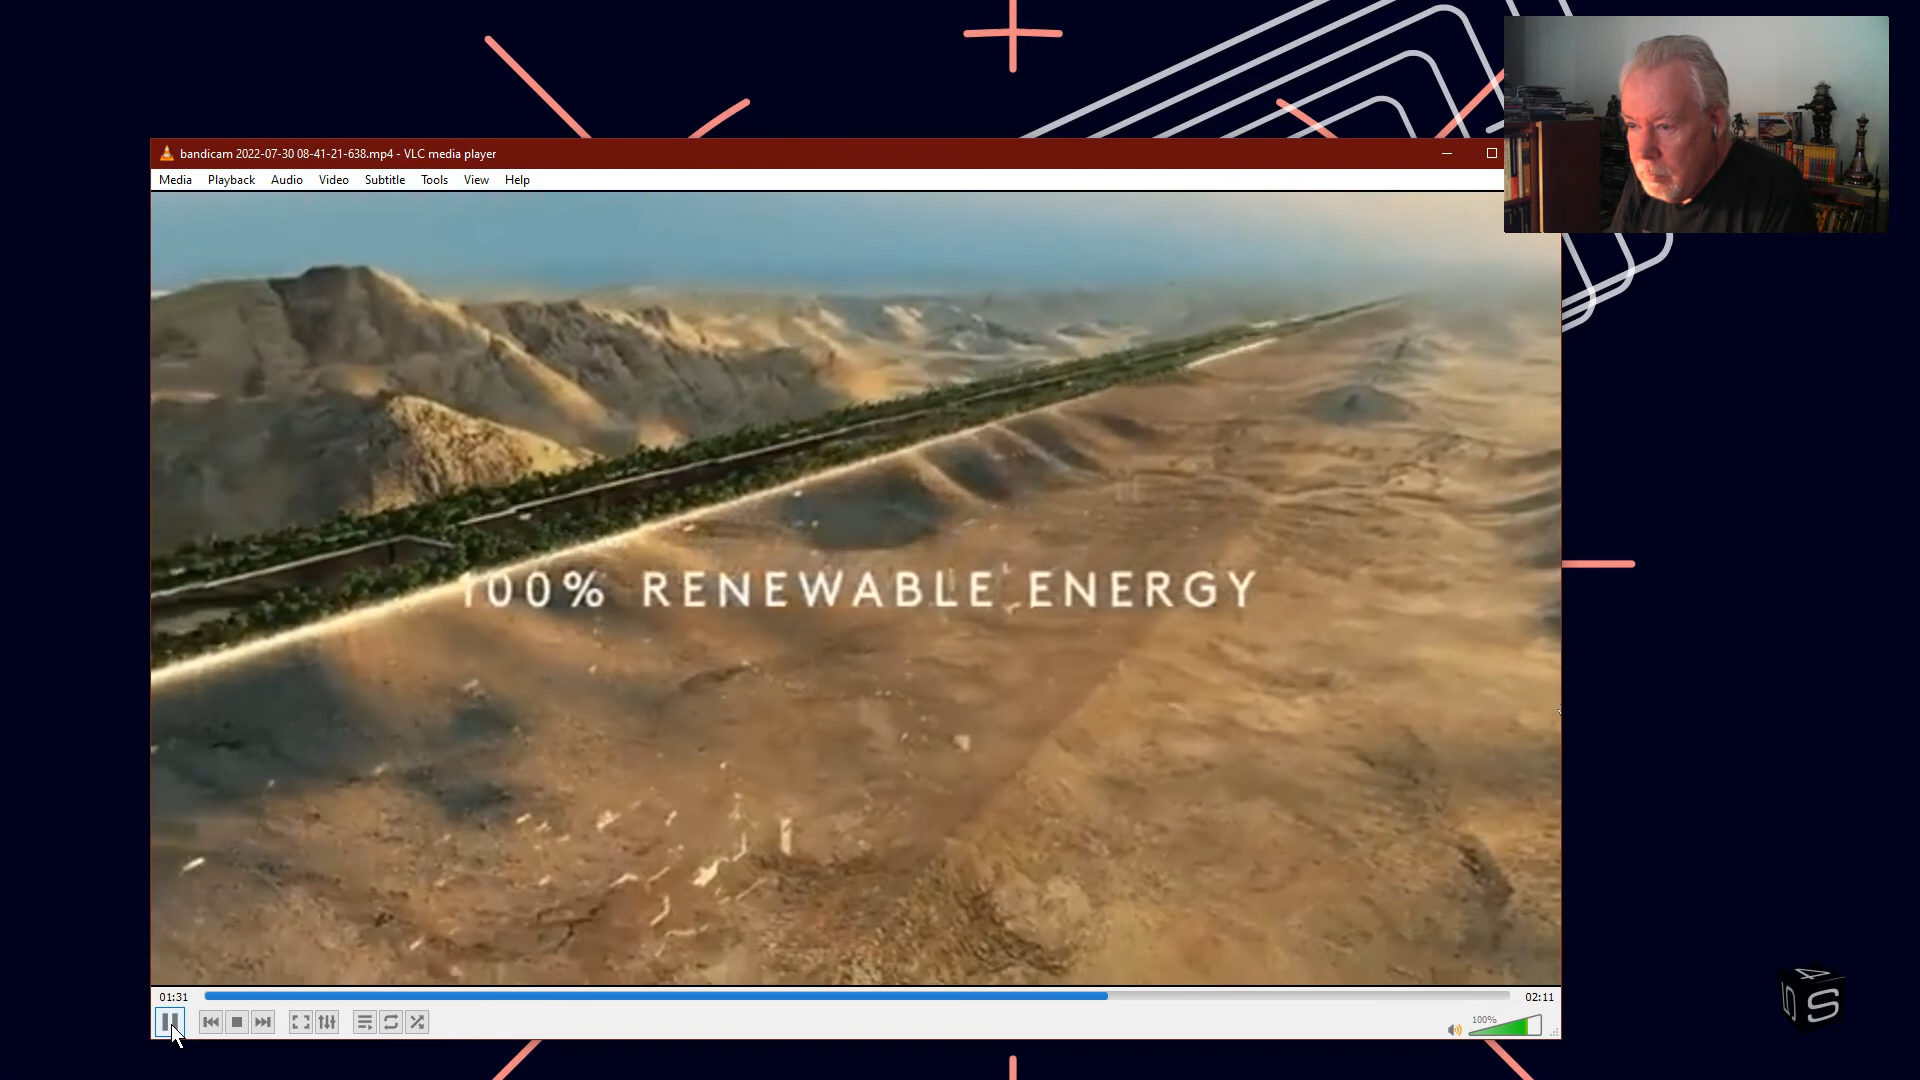 bandicam 2022-07-30 08-41-21-638.mp4 - VLC media player
Media Playback Audio Video Subtitle Tools View Help
100% RENEWABLE ENERGY
01:31
02:11
100%
S